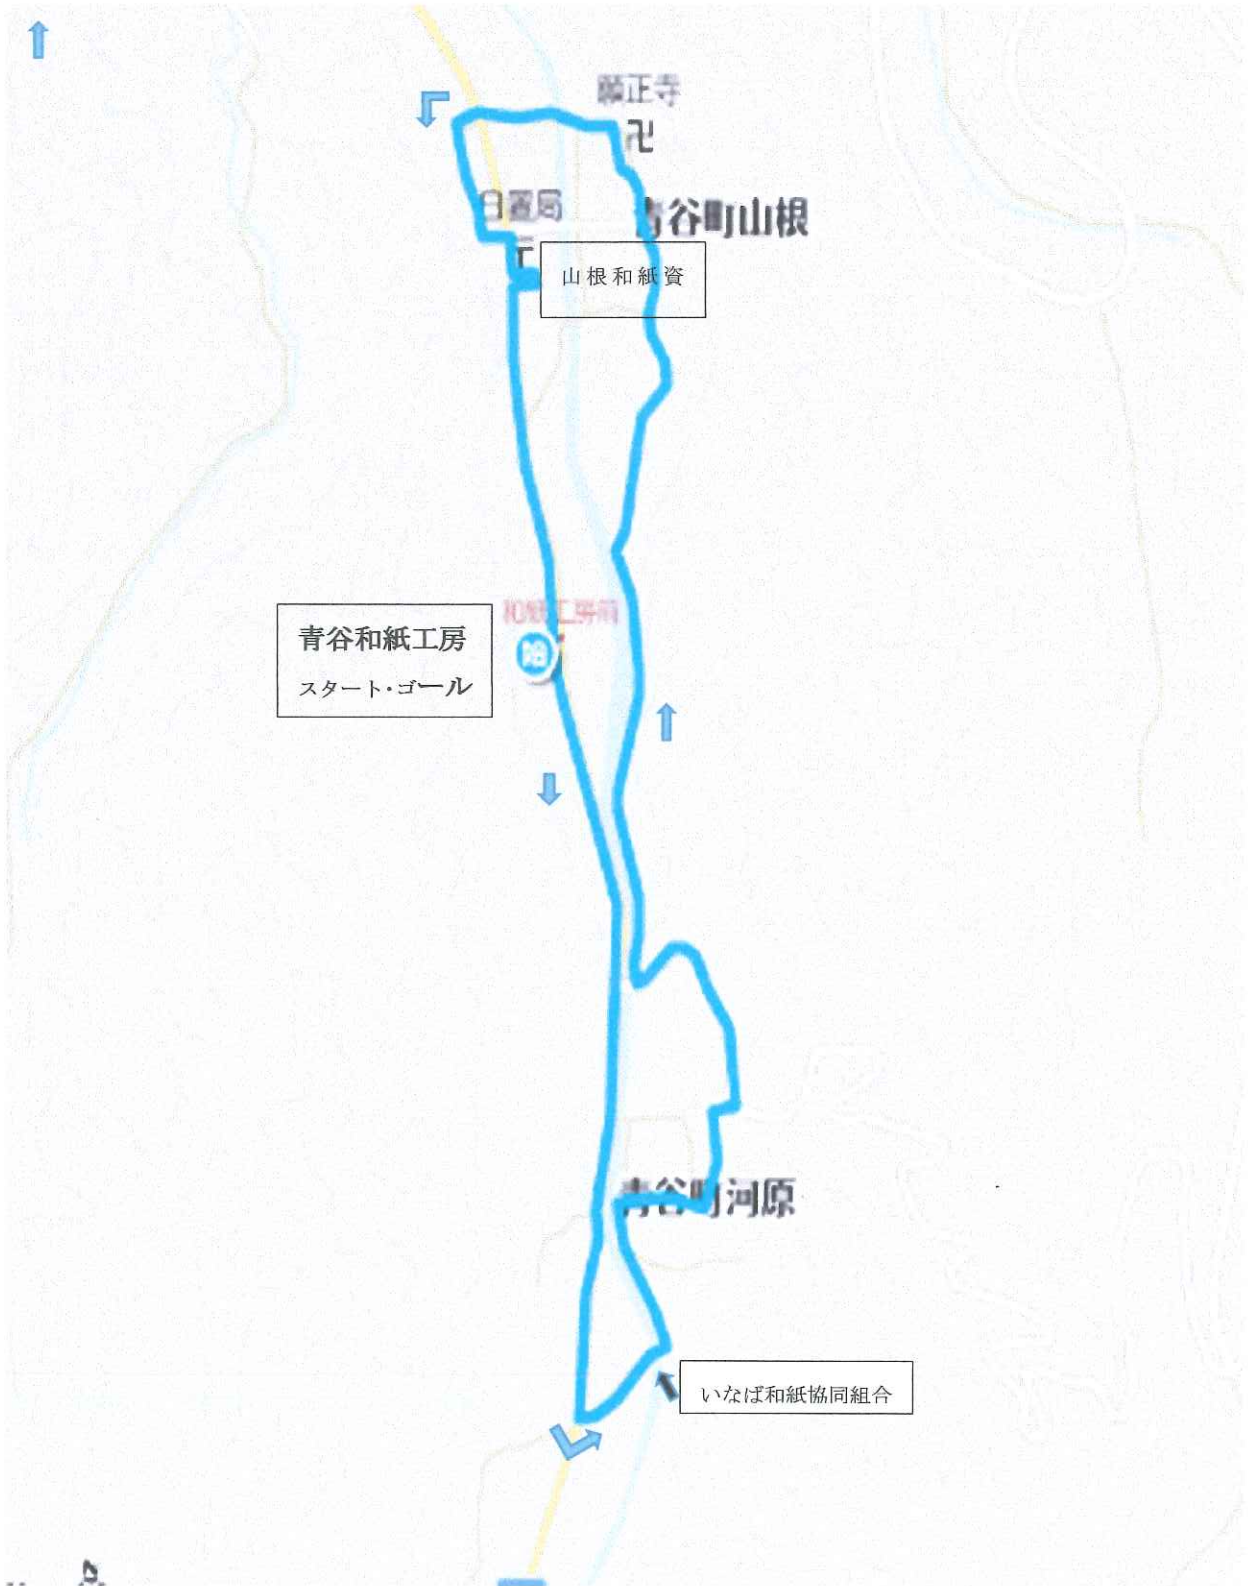 願正寺
日置局
青谷町山根
山根和紙資
和紙工房前
青谷和紙工房
始
スタート・ゴール
青谷町河原
いなば和紙協同組合